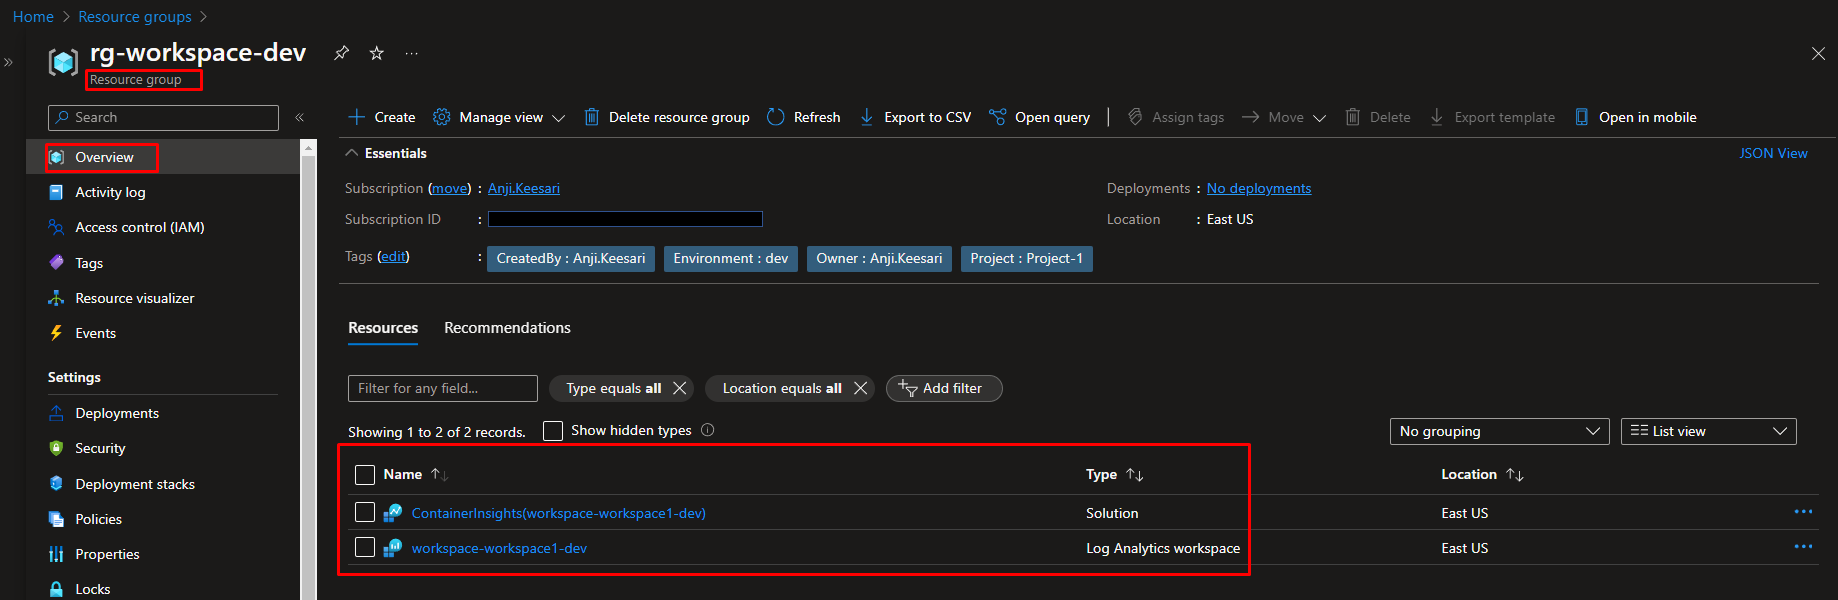 Home > Resource groups >
rg-workspace-dev ...
Resource group
Search
Overview
Activity log
Access control (IAM)
Tags
Resource visualizer
Events
Settings
Deployments
Security
Deployment stacks
Policies
Properties
Locks
Create Manage view Delete resource group Refresh Export to CSV Open query Assign tags Move Delete Export template Open in mobile
Essentials JSON View
Subscription (move) : Anji.Keesari Deployments : No deployments
Subscription ID : Location : East US
Tags (edit) : CreatedBy : Anji.Keesari Environment : dev Owner : Anji.Keesari Project : Project-1
Resources Recommendations
Filter for any field... Type equals all Location equals all Add filter
Showing 1 to 2 of 2 records. Show hidden types No grouping List view
Name Type Location
ContainerInsights(workspace-workspace1-dev) Solution East US ...
workspace-workspace1-dev Log Analytics workspace East US ...